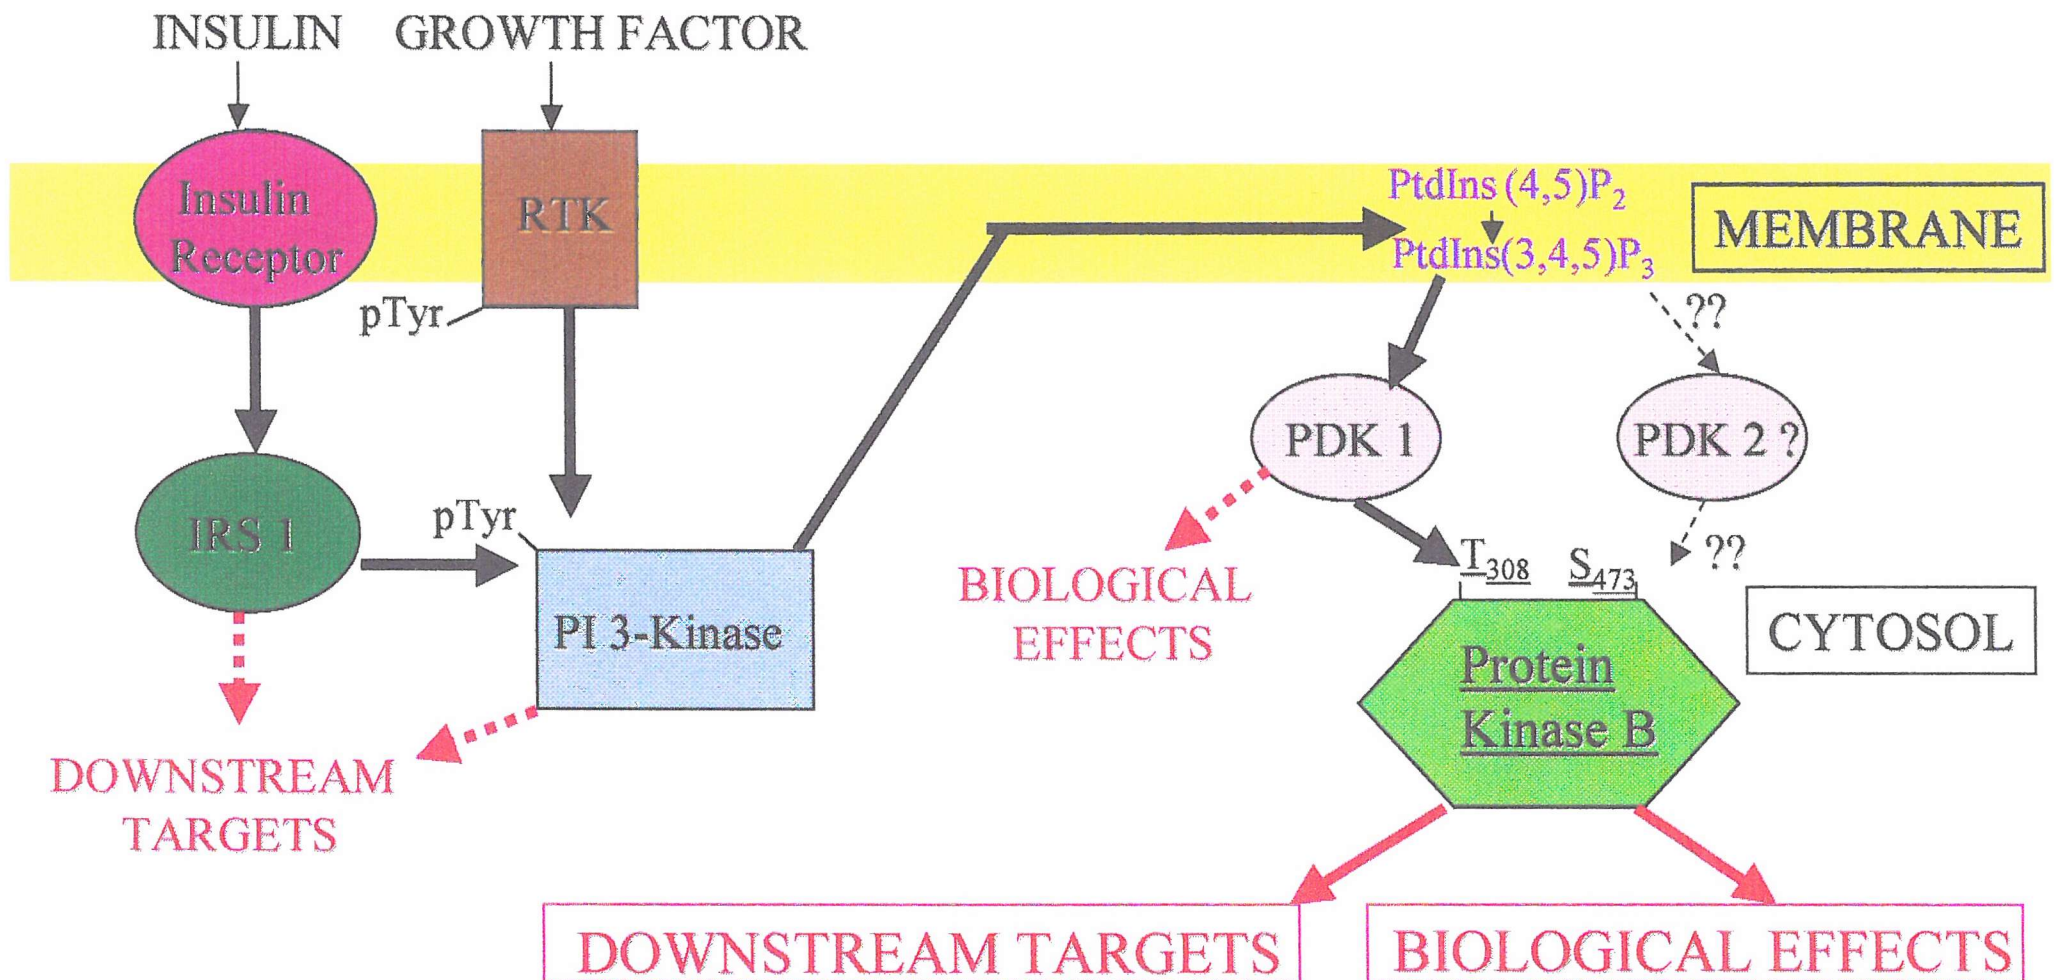 INSULIN
GROWTH FACTOR
Insulin
Receptor
RTK
PtdIns (4,5)P2
PtdIns(3,4,5)P3
MEMBRANE
pTyr
??
PDK 1
PDK 2 ?
IRS 1
pTyr
T308
S473
??
BIOLOGICAL
EFFECTS
CYTOSOL
PI 3-Kinase
Protein
Kinase B
DOWNSTREAM
TARGETS
DOWNSTREAM TARGETS
BIOLOGICAL EFFECTS